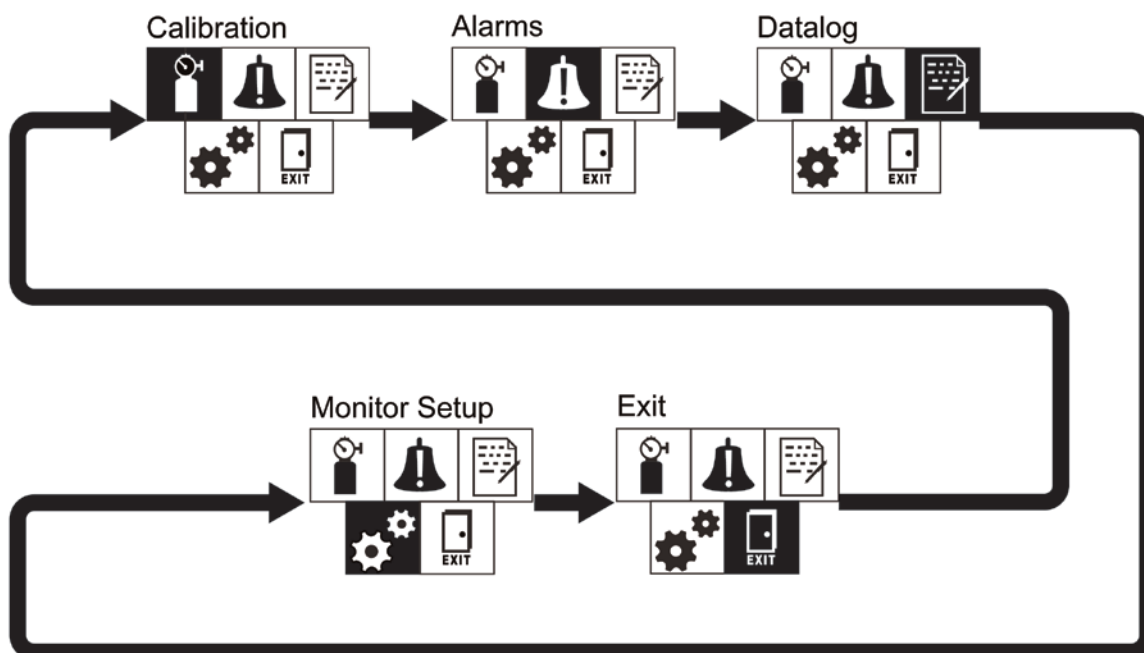 Calibration
Alarms
Datalog
EXIT
EXIT
EXIT
Monitor Setup
Exit
EXIT
EXIT